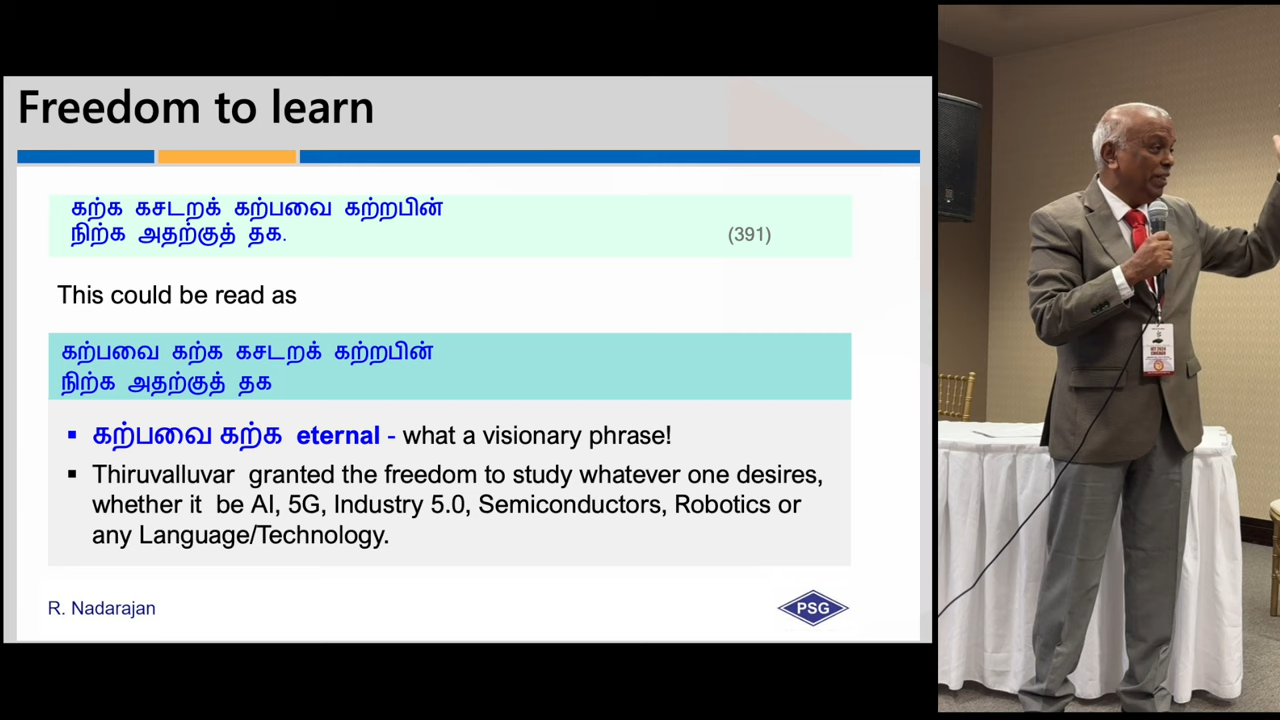 Freedom to learn
கற்க கசடறக் கற்பவை கற்றபின்
நிற்க அதற்குத் தக.
(391)
This could be read as
கற்பவை கற்க கசடறக் கற்றபின்
நிற்க அதற்குத் தக
▪ கற்பவை கற்க eternal - what a visionary phrase!
▪ Thiruvalluvar granted the freedom to study whatever one desires,
whether it be AI, 5G, Industry 5.0, Semiconductors, Robotics or
any Language/Technology.
R. Nadarajan
PSG